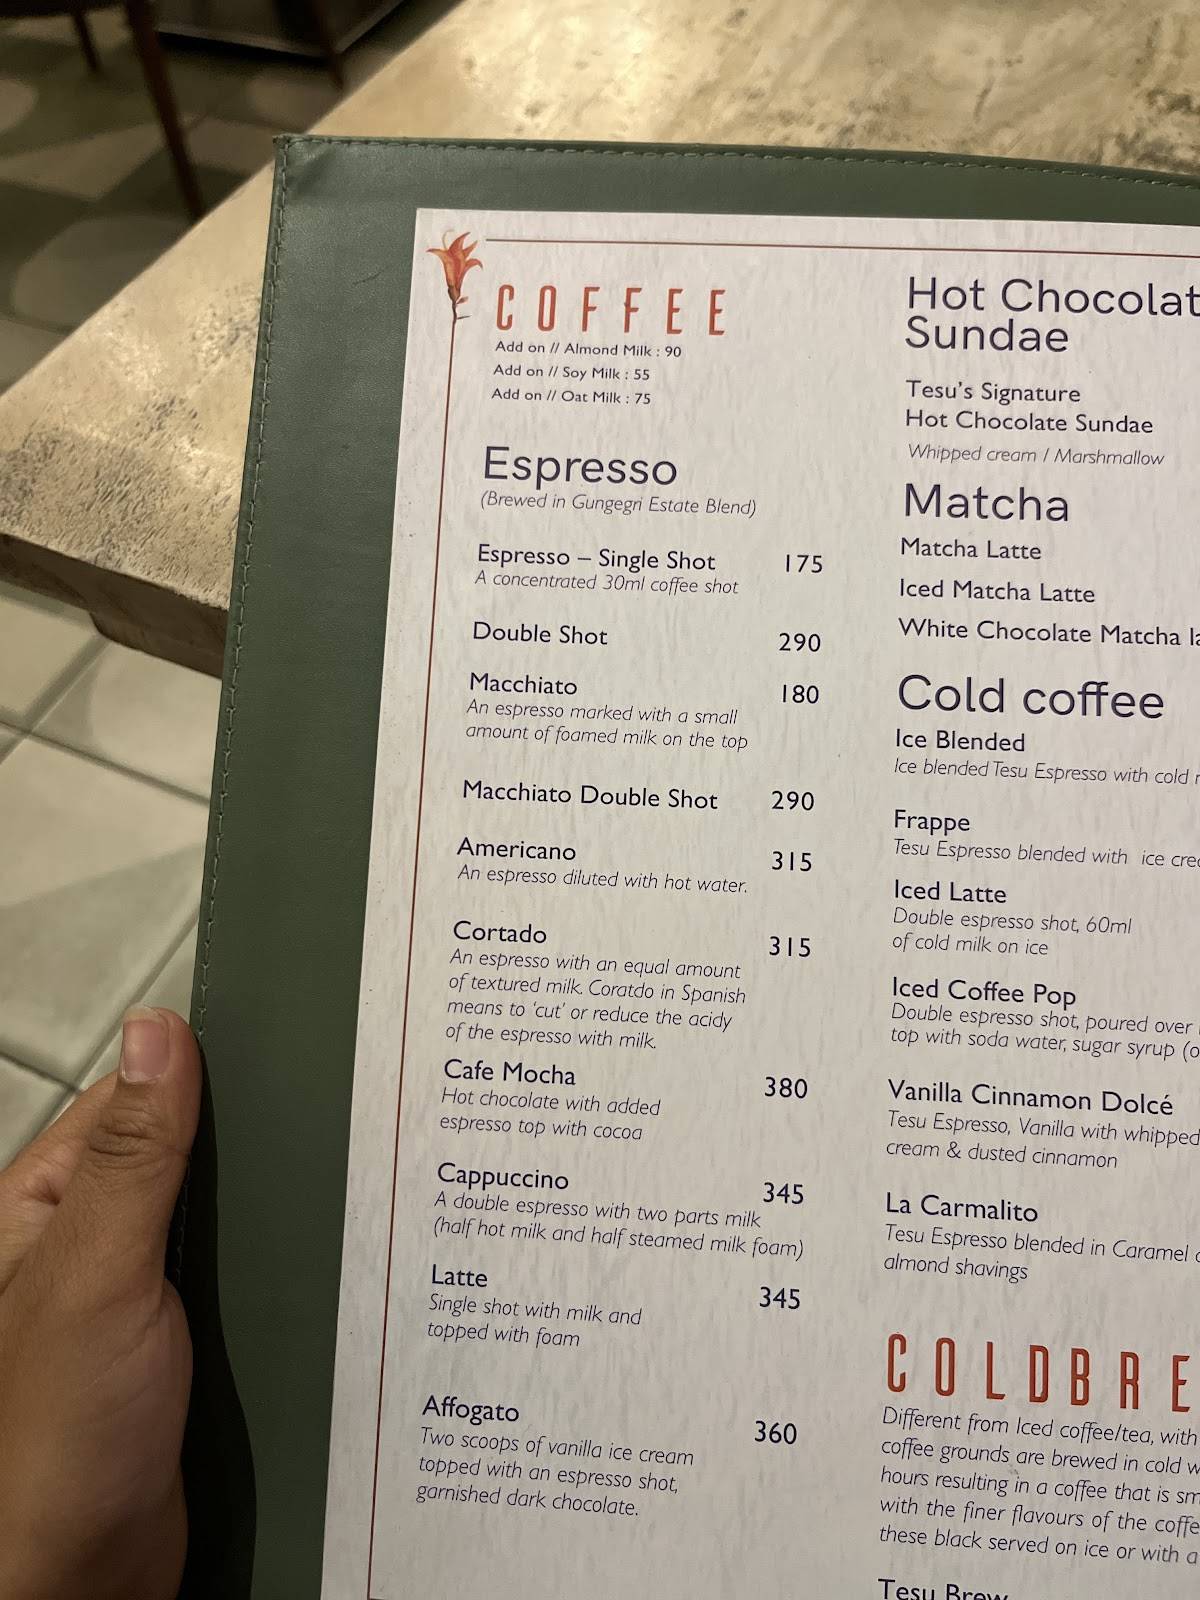 COFFEE
Add on // Almond Milk : 90
Add on // Soy Milk : 55
Add on // Oat Milk : 75
Espresso
(Brewed in Gungegri Estate Blend)
Espresso – Single Shot 175
A concentrated 30ml coffee shot
Double Shot 290
Macchiato 180
An espresso marked with a small
amount of foamed milk on the top
Macchiato Double Shot 290
Americano 315
An espresso diluted with hot water.
Cortado 315
An espresso with an equal amount
of textured milk. Coratdo in Spanish
means to ‘cut’ or reduce the acidy
of the espresso with milk.
Cafe Mocha 380
Hot chocolate with added
espresso top with cocoa
Cappuccino 345
A double espresso with two parts milk
(half hot milk and half steamed milk foam)
Latte 345
Single shot with milk and
topped with foam
Affogato 360
Two scoops of vanilla ice cream
topped with an espresso shot,
garnished dark chocolate.
Hot Chocolat
Sundae
Tesu’s Signature
Hot Chocolate Sundae
Whipped cream / Marshmallow
Matcha
Matcha Latte
Iced Matcha Latte
White Chocolate Matcha la
Cold coffee
Ice Blended
Ice blended Tesu Espresso with cold
Frappe
Tesu Espresso blended with ice crea
Iced Latte
Double espresso shot, 60ml
of cold milk on ice
Iced Coffee Pop
Double espresso shot, poured over
top with soda water, sugar syrup (o
Vanilla Cinnamon Dolcé
Tesu Espresso, Vanilla with whipped
cream & dusted cinnamon
La Carmalito
Tesu Espresso blended in Caramel
almond shavings
COLDBRE
Different from Iced coffee/tea, with
coffee grounds are brewed in cold w
hours resulting in a coffee that is sm
with the finer flavours of the coffe
these black served on ice or with a
Tesu Brew